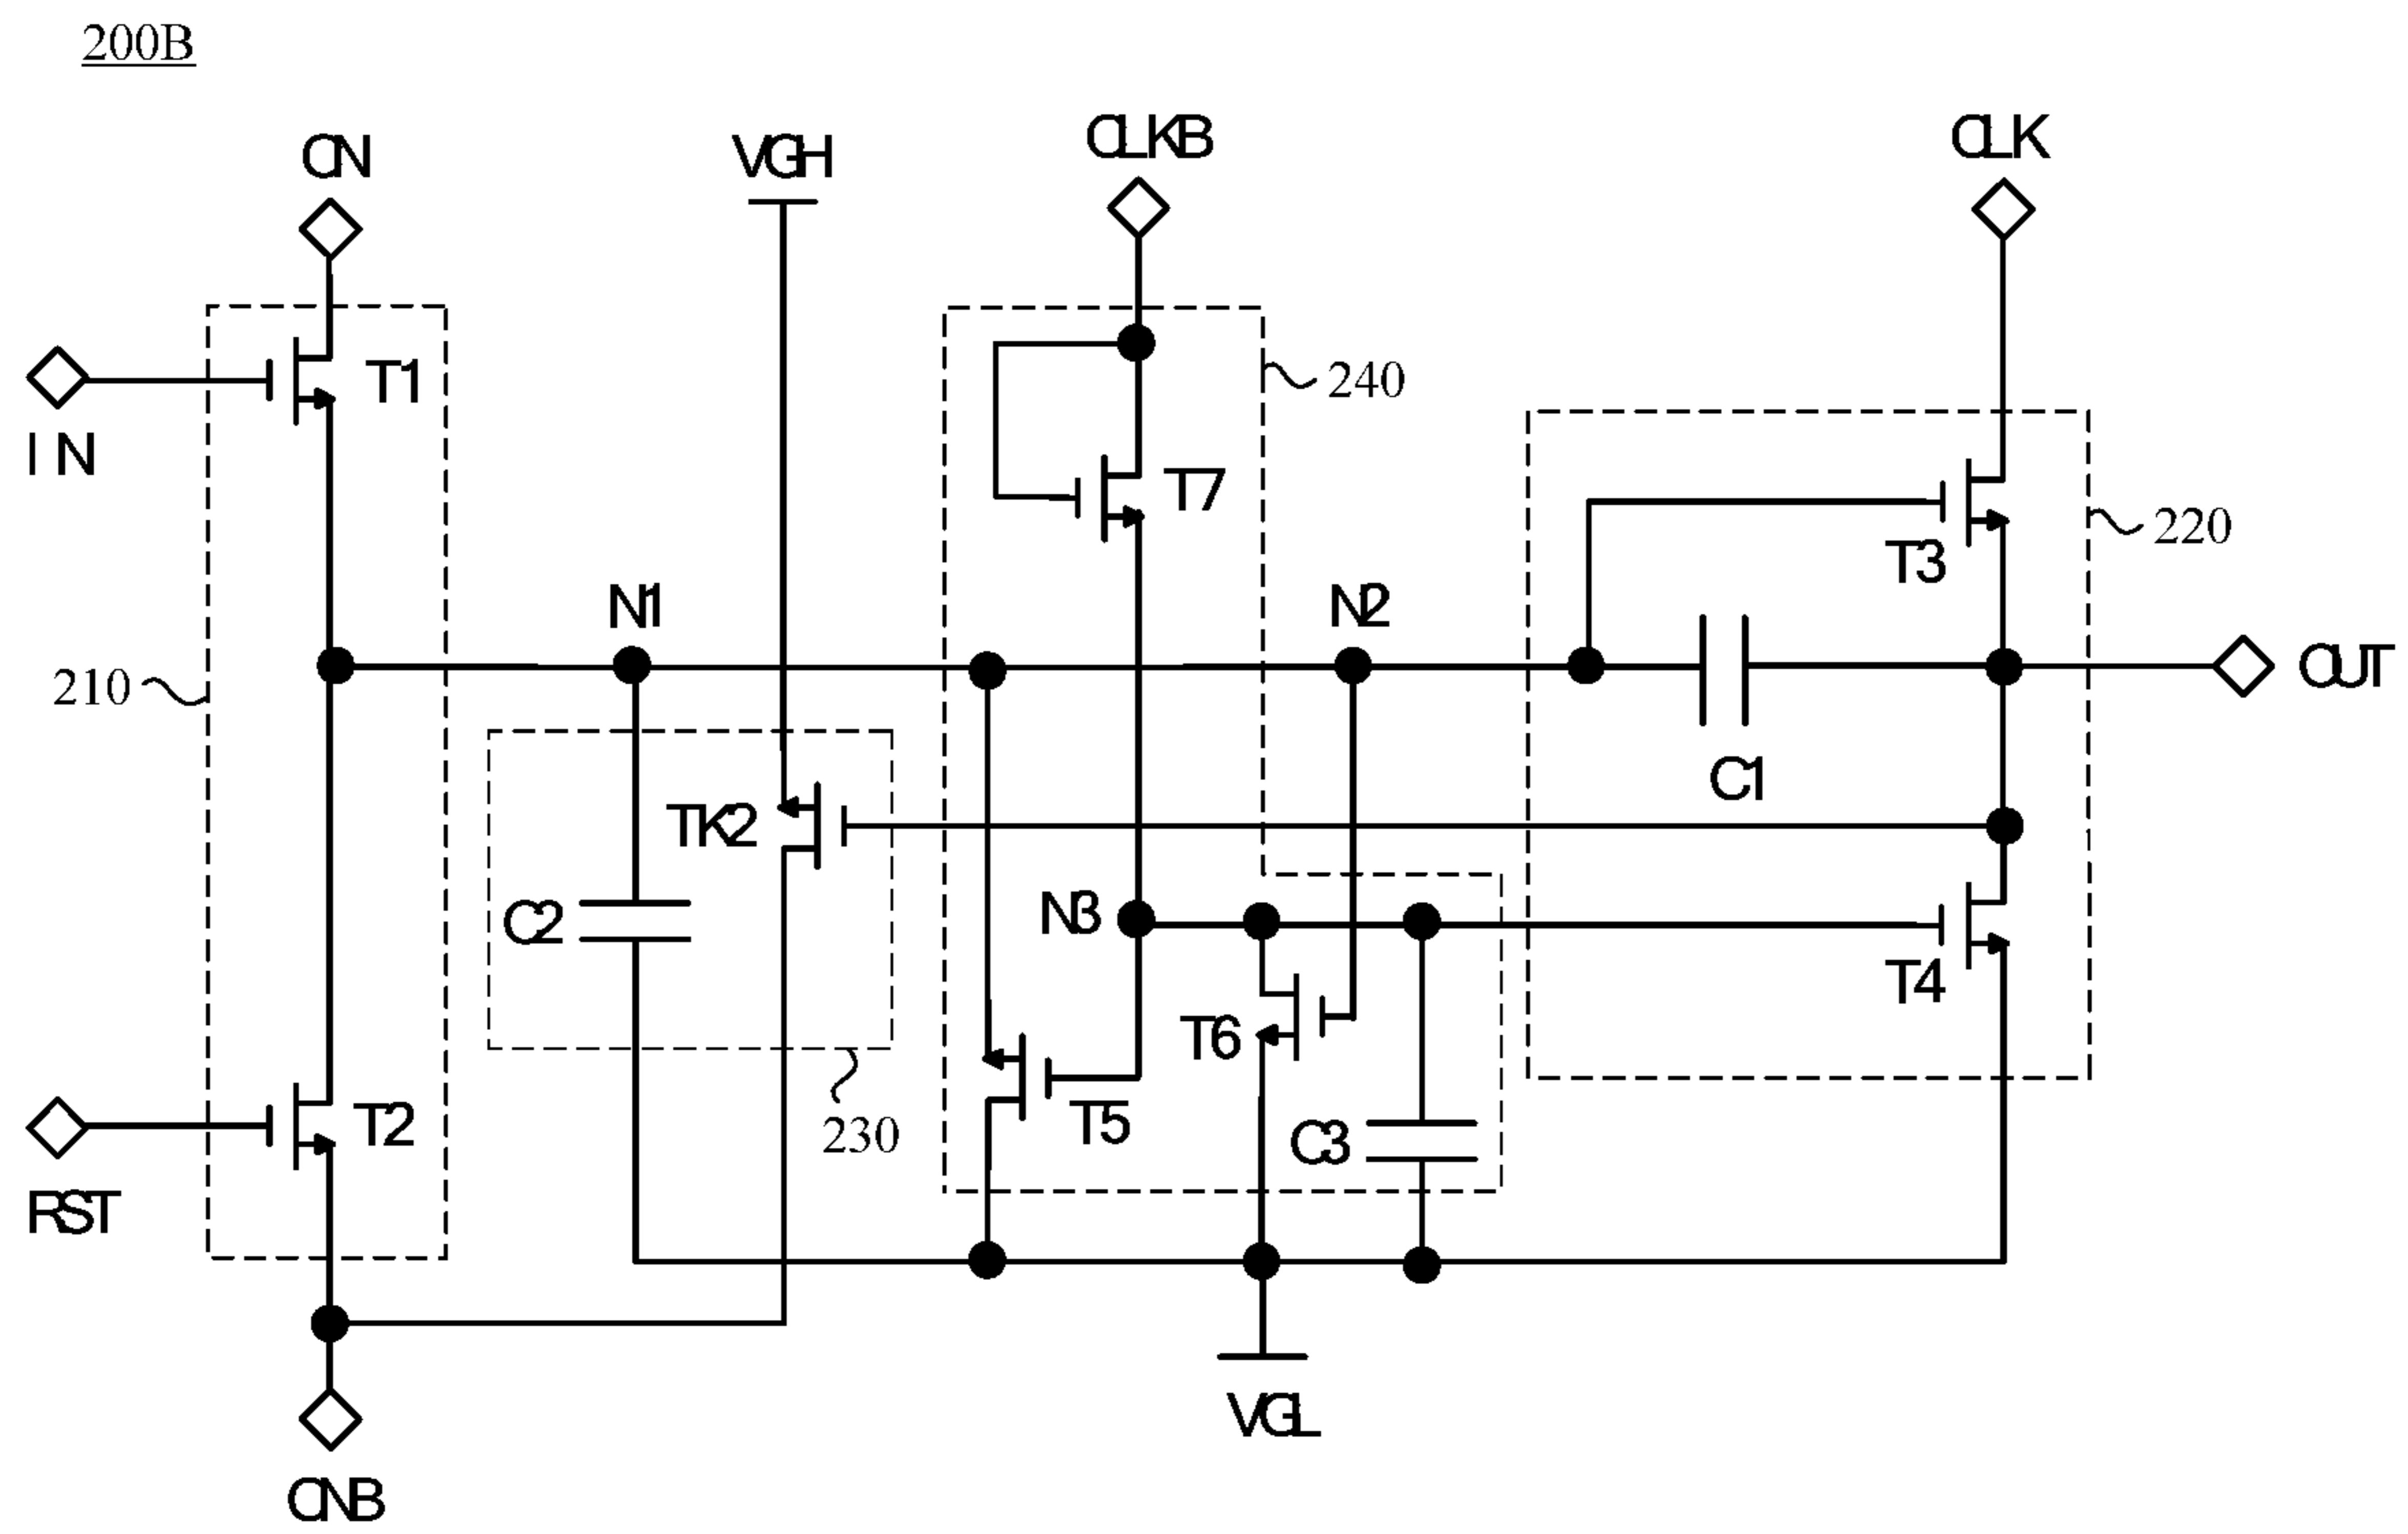 200B
CN
VGH
CLKB
CLK
IN
T1
240
T7
220
T3
N1
N2
210
OUT
C1
TK2
C2
N3
T4
T6
T2
T5
230
C3
RST
VGL
CNB